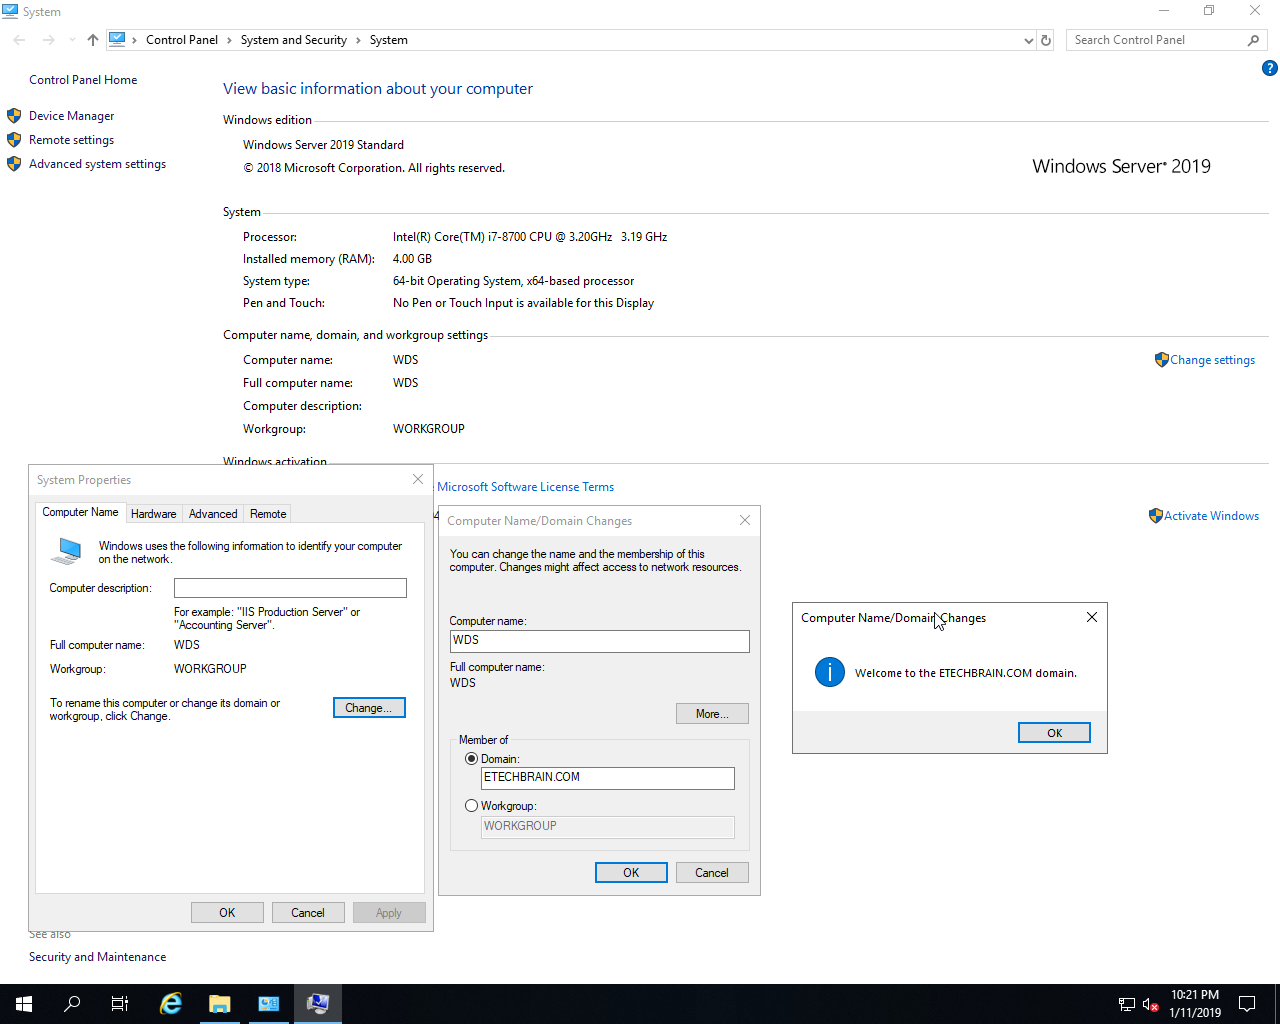 System
Control Panel
System and Security
System
Search Control Panel
?
Control Panel Home
Device Manager
Remote settings
Advanced system settings
View basic information about your computer
Windows edition
Windows Server 2019 Standard
© 2018 Microsoft Corporation. All rights reserved.
Windows Server® 2019
System
Processor: Intel(R) Core(TM) i7-8700 CPU @ 3.20GHz 3.19 GHz
Installed memory (RAM): 4.00 GB
System type: 64-bit Operating System, x64-based processor
Pen and Touch: No Pen or Touch Input is available for this Display
Computer name, domain, and workgroup settings
Computer name: WDS
Change settings
Full computer name: WDS
Computer description:
Workgroup: WORKGROUP
Windows activation
Microsoft Software License Terms
Activate Windows
System Properties
Computer Name
Hardware
Advanced
Remote
Windows uses the following information to identify your computer
on the network.
Computer description:
For example: "IIS Production Server" or
"Accounting Server".
Full computer name: WDS
Workgroup: WORKGROUP
To rename this computer or change its domain or
workgroup, click Change.
Change...
OK
Cancel
Apply
Computer Name/Domain Changes
You can change the name and the membership of this
computer. Changes might affect access to network resources.
Computer name:
WDS
Full computer name:
WDS
More...
Member of
Domain:
ETECHBRAIN.COM
Workgroup:
WORKGROUP
OK
Cancel
Computer Name/Domain Changes
Welcome to the ETECHBRAIN.COM domain.
OK
See also
Security and Maintenance
10:21 PM
1/11/2019